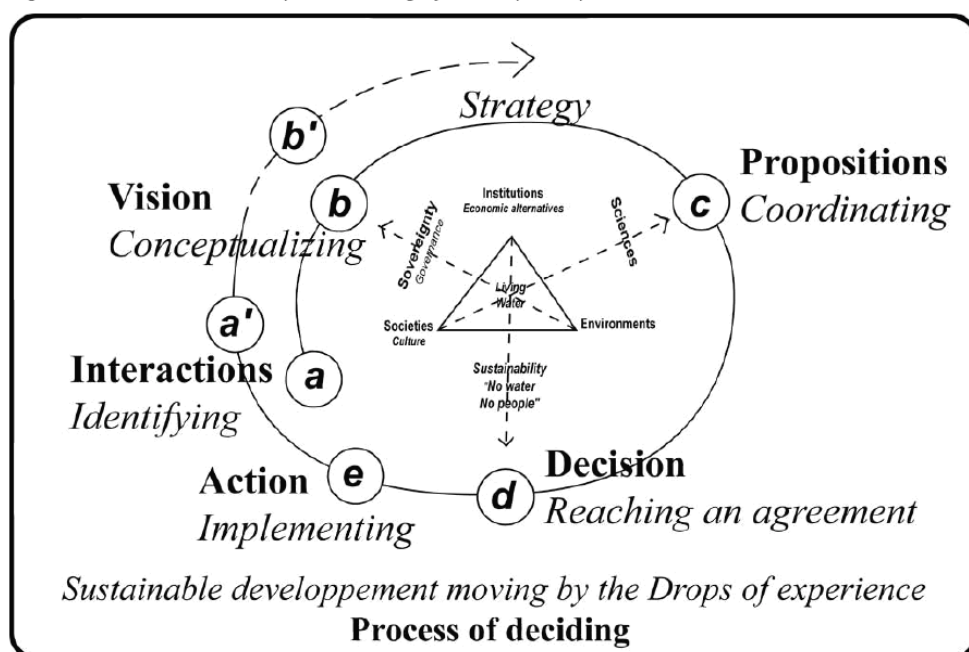 Strategy
b'
Vision
Conceptualizing
b
Institutions
Economic alternatives
Sovereignty
Governance
Sciences
c
Propositions
Coordinating
Living
Water
a'
Societies
Culture
Environments
Interactions
Identifying
a
Sustainability
"No water
No people"
Action
Implementing
e
d
Decision
Reaching an agreement
Sustainable developpement moving by the Drops of experience
Process of deciding